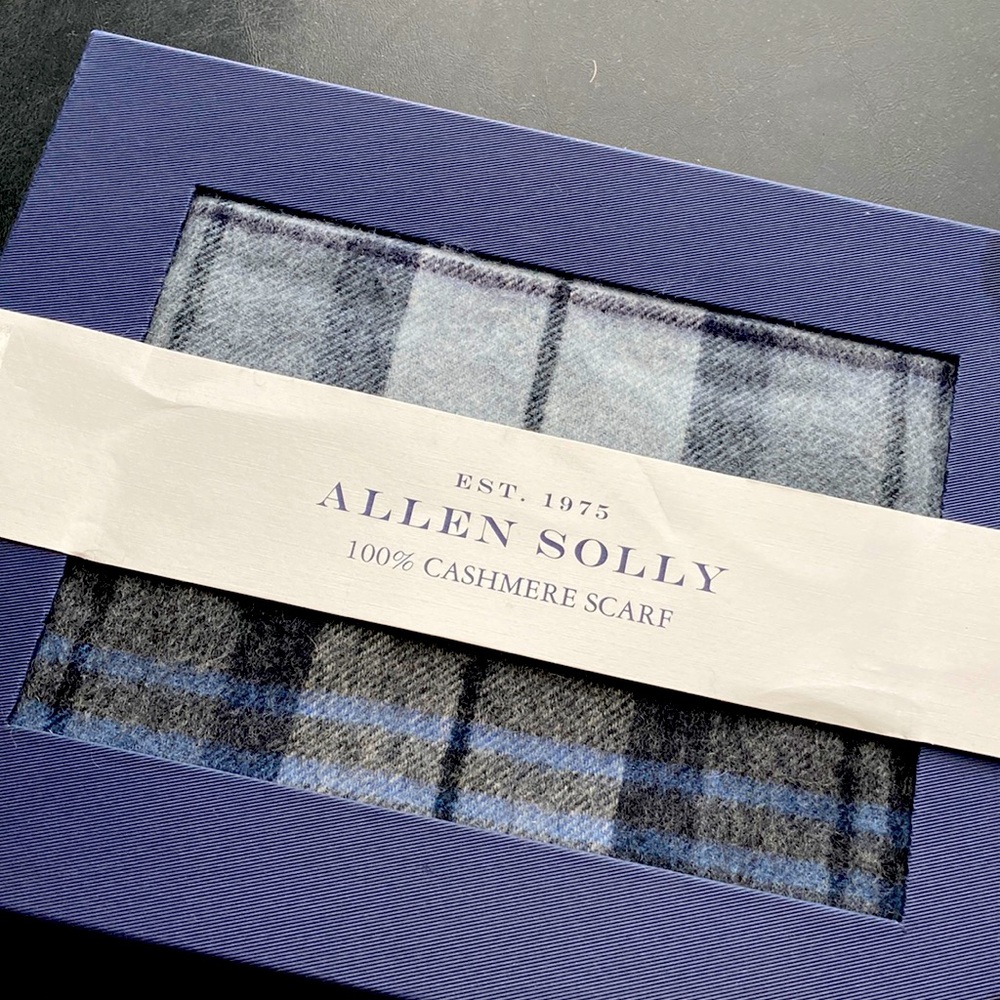 EST. 1975
ALLEN SOLLY
100% CASHMERE SCARF